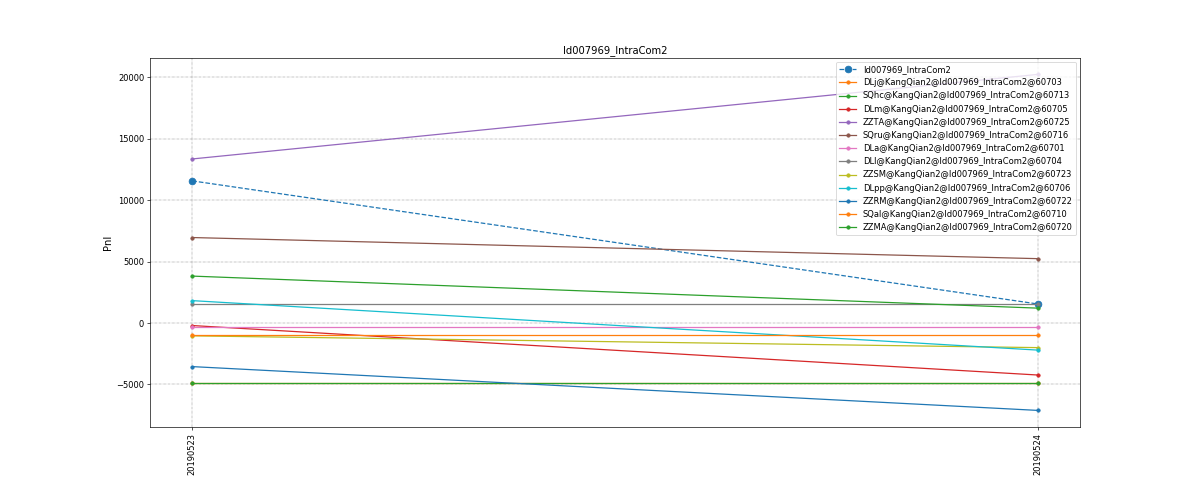 Id007969_IntraCom2
20000
15000
10000
5000
0
−5000
Pnl
20190523
20190524
Id007969_IntraCom2
DLj@KangQian2@Id007969_IntraCom2@60703
SQhc@KangQian2@Id007969_IntraCom2@60713
DLm@KangQian2@Id007969_IntraCom2@60705
ZZTA@KangQian2@Id007969_IntraCom2@60725
SQru@KangQian2@Id007969_IntraCom2@60716
DLa@KangQian2@Id007969_IntraCom2@60701
DLl@KangQian2@Id007969_IntraCom2@60704
ZZSM@KangQian2@Id007969_IntraCom2@60723
DLpp@KangQian2@Id007969_IntraCom2@60706
ZZRM@KangQian2@Id007969_IntraCom2@60722
SQal@KangQian2@Id007969_IntraCom2@60710
ZZMA@KangQian2@Id007969_IntraCom2@60720